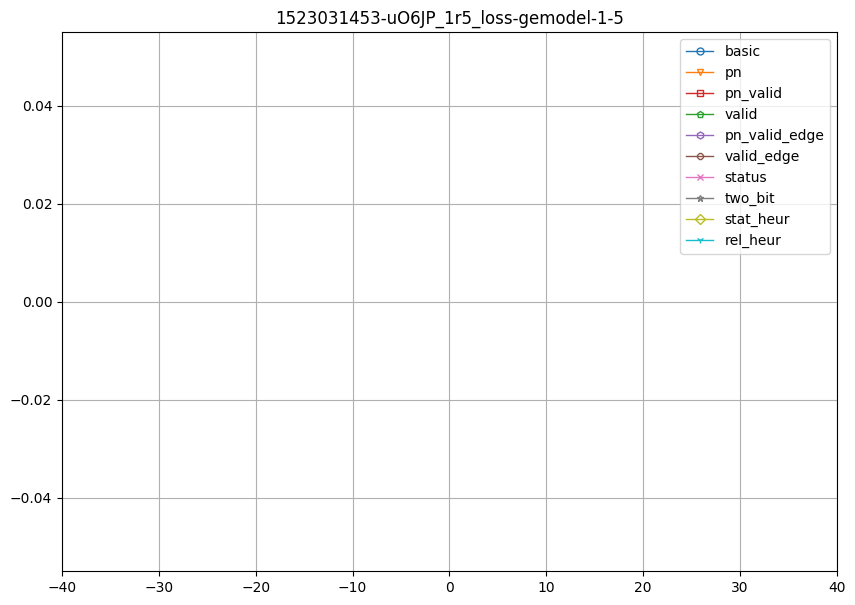 1523031453-uO6JP_1r5_loss-gemodel-1-5
basic
pn
pn_valid
valid
pn_valid_edge
valid_edge
status
two_bit
stat_heur
rel_heur
0.04
0.02
0.00
−0.02
−0.04
−40 −30 −20 −10 0 10 20 30 40